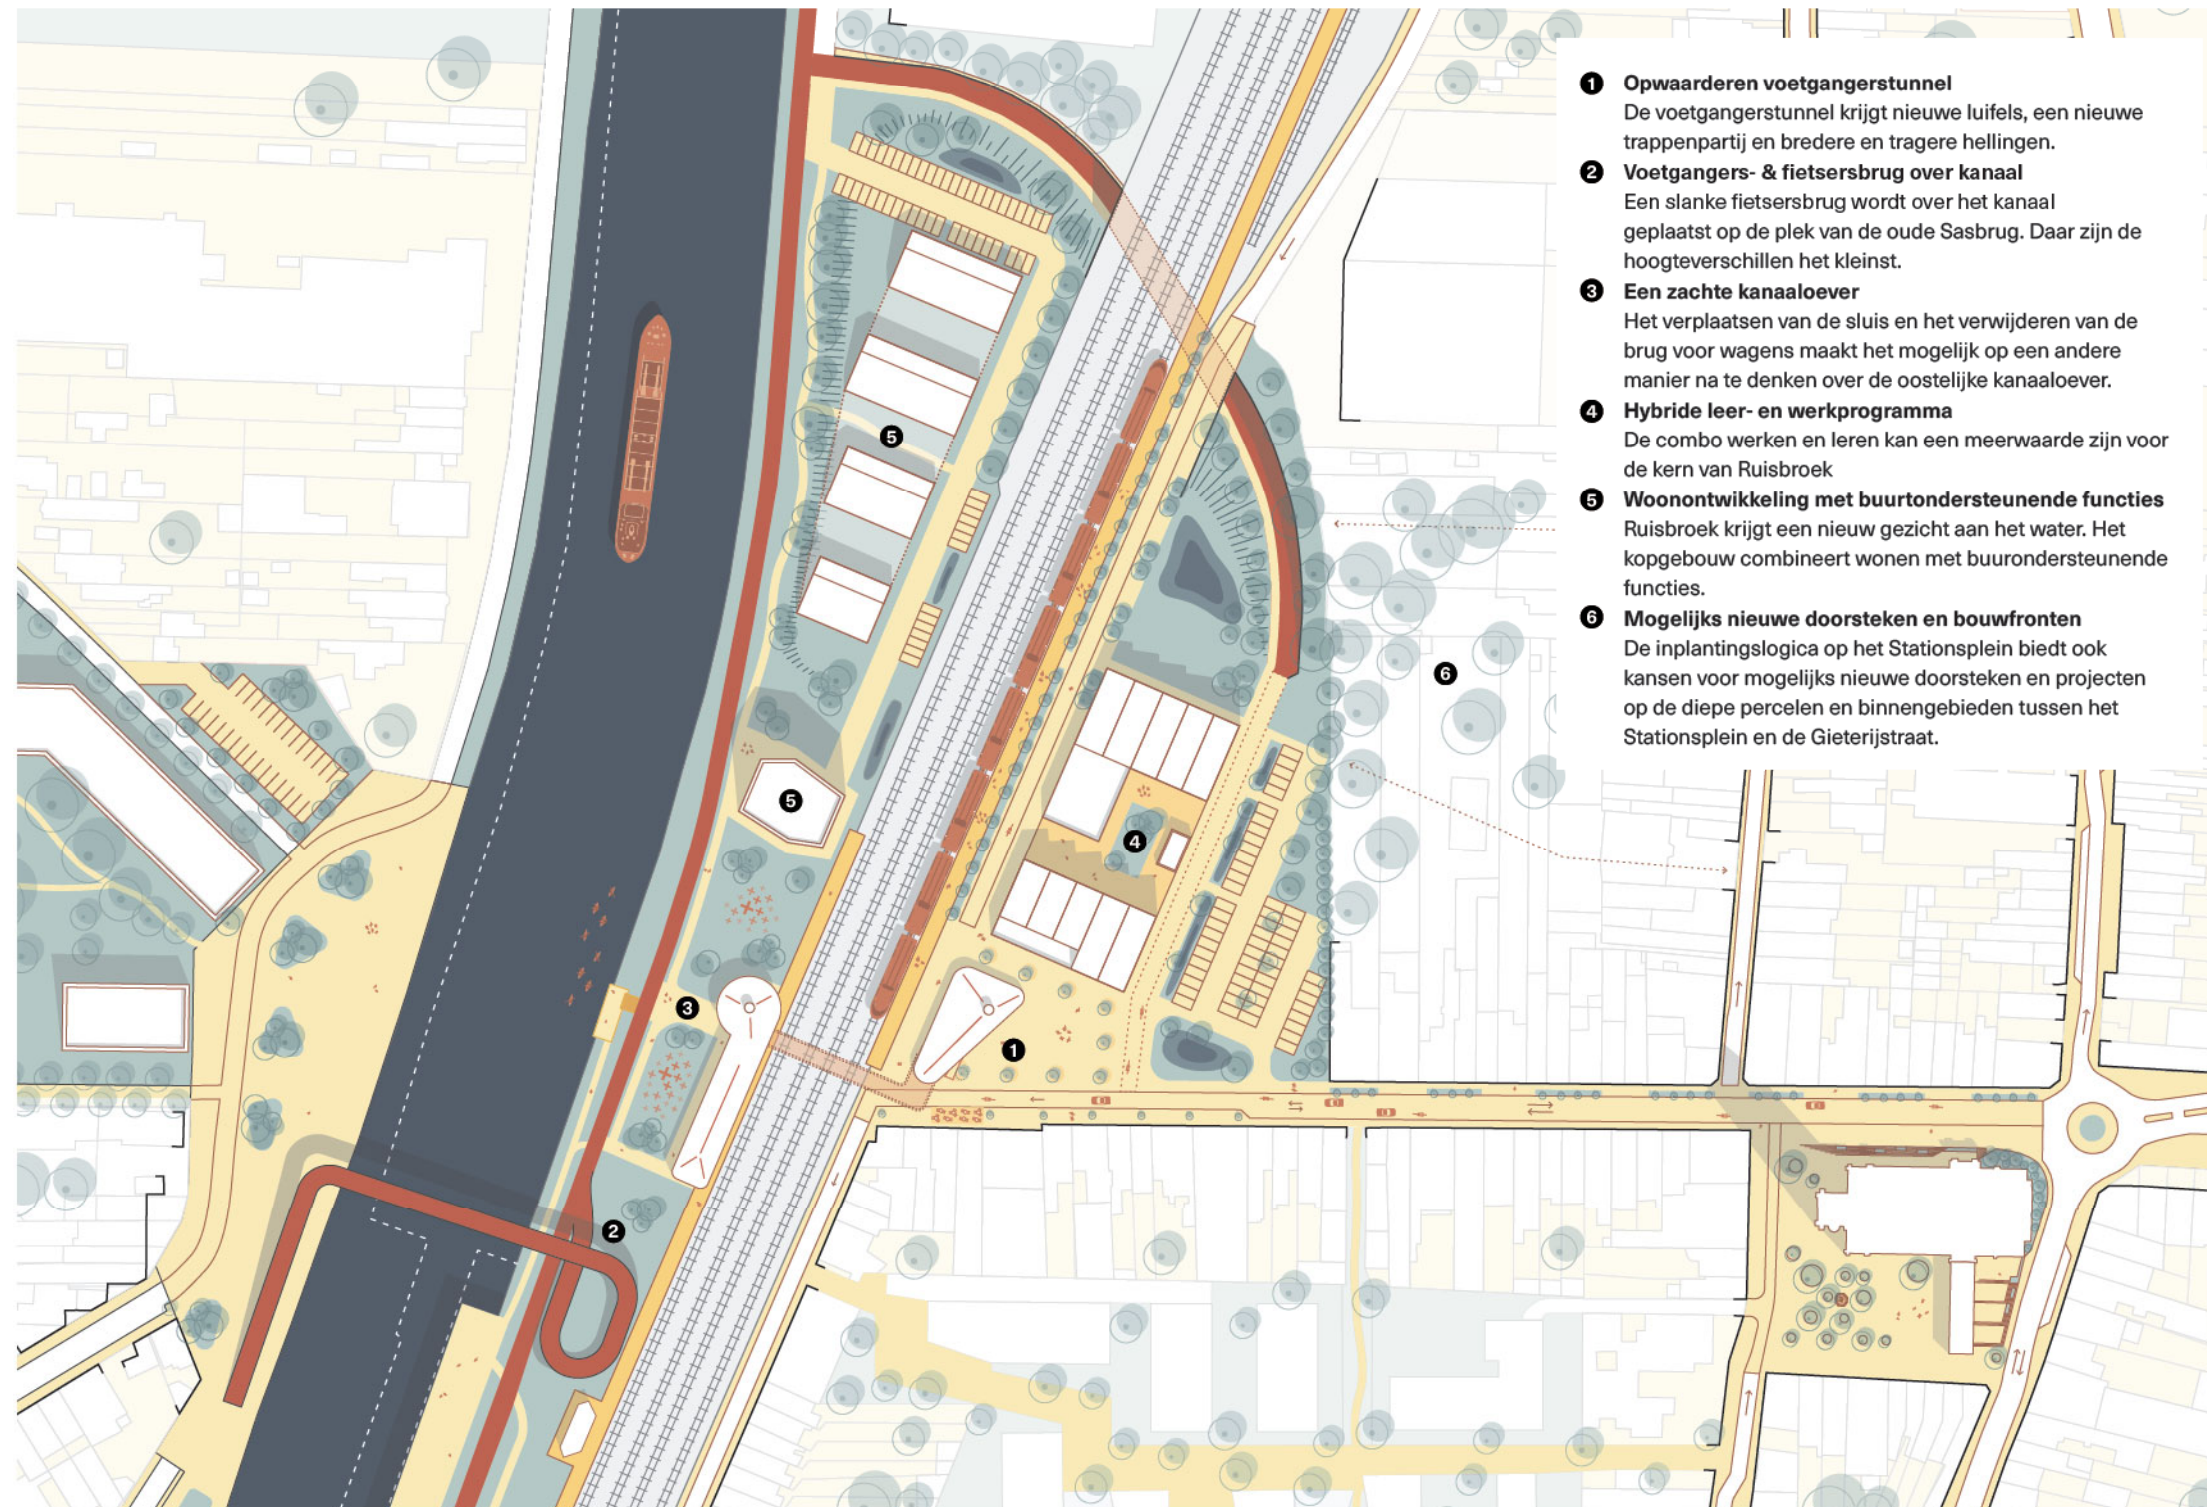 1 Opwaarderen voetgangerstunnel
De voetgangerstunnel krijgt nieuwe luifels, een nieuwe
trappenpartij en bredere en tragere hellingen.
2 Voetgangers- & fietsersbrug over kanaal
Een slanke fietsersbrug wordt over het kanaal
geplaatst op de plek van de oude Sasbrug. Daar zijn de
hoogteverschillen het kleinst.
3 Een zachte kanaaloever
Het verplaatsen van de sluis en het verwijderen van de
brug voor wagens maakt het mogelijk op een andere
manier na te denken over de oostelijke kanaaloever.
4 Hybride leer- en werkprogramma
De combo werken en leren kan een meerwaarde zijn voor
de kern van Ruisbroek
5 Woonontwikkeling met buurtondersteunende functies
Ruisbroek krijgt een nieuw gezicht aan het water. Het
kopgebouw combineert wonen met buurondersteunende
functies.
6 Mogelijks nieuwe doorsteken en bouwfronten
De inplantingslogica op het Stationsplein biedt ook
kansen voor mogelijks nieuwe doorsteken en projecten
op de diepe percelen en binnengebieden tussen het
Stationsplein en de Gieterijstraat.
5
6
5
4
3
1
2